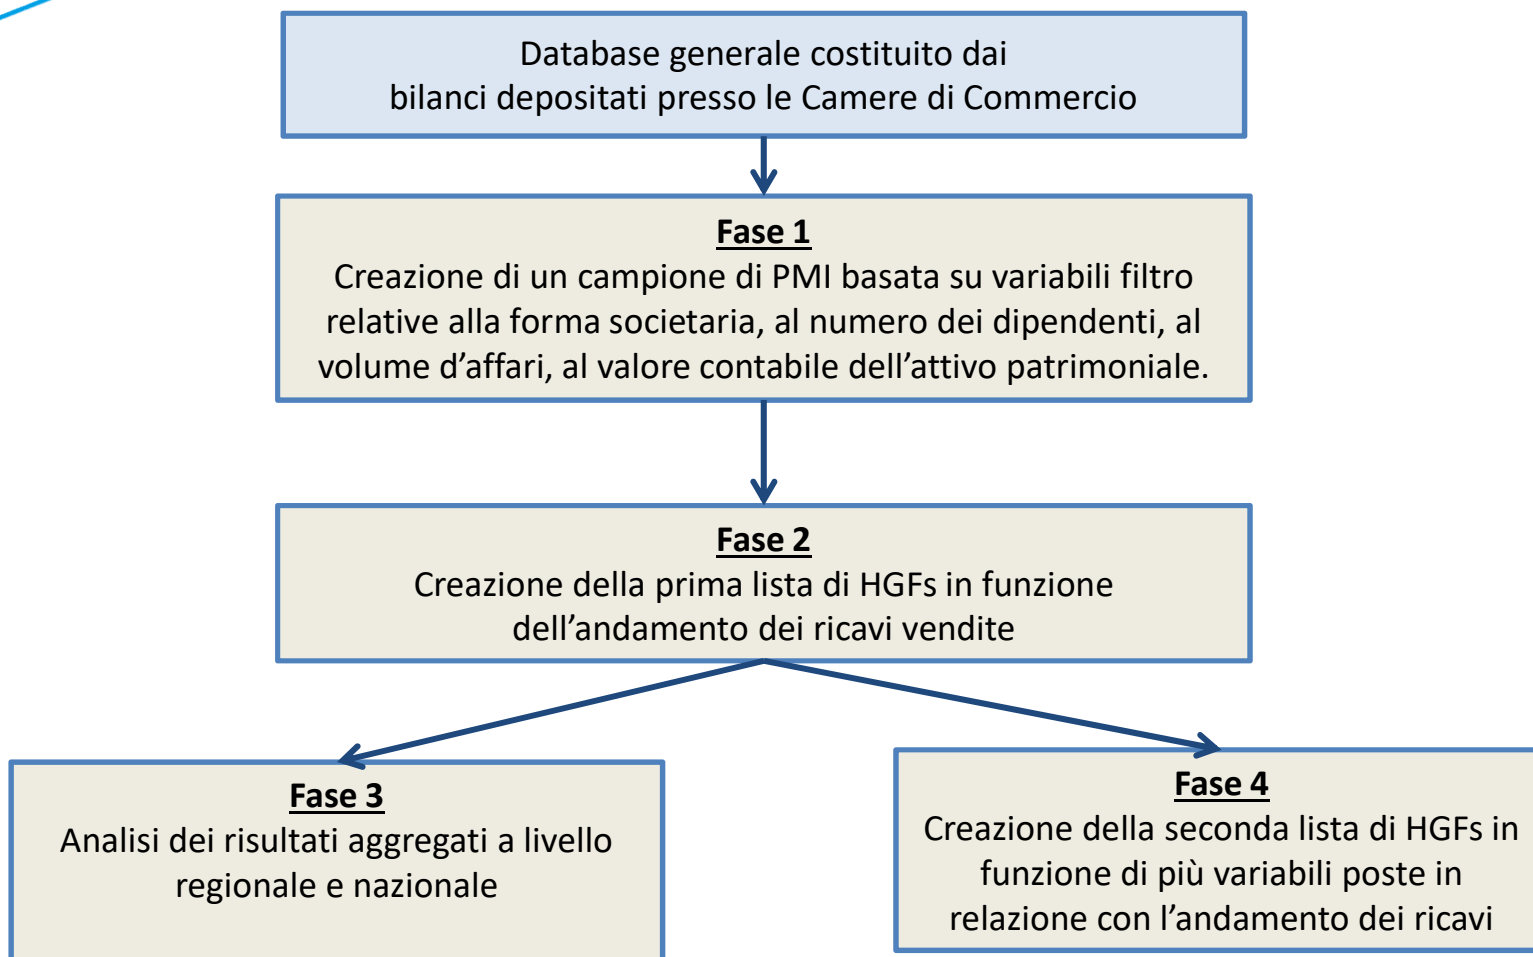 Database generale costituito dai
bilanci depositati presso le Camere di Commercio
Fase 1
Creazione di un campione di PMI basata su variabili filtro
relative alla forma societaria, al numero dei dipendenti, al
volume d’affari, al valore contabile dell’attivo patrimoniale.
Fase 2
Creazione della prima lista di HGFs in funzione
dell’andamento dei ricavi vendite
Fase 3
Analisi dei risultati aggregati a livello
regionale e nazionale
Fase 4
Creazione della seconda lista di HGFs in
funzione di più variabili poste in
relazione con l’andamento dei ricavi